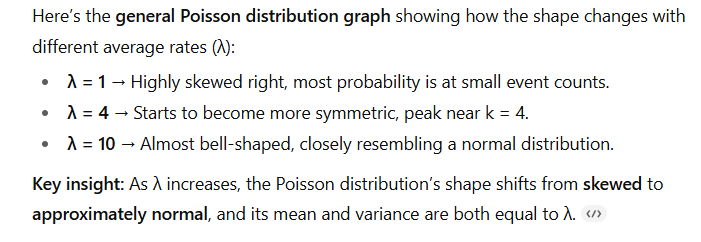 Here's the general Poisson distribution graph showing how the shape changes with
different average rates (λ):
• λ = 1 → Highly skewed right, most probability is at small event counts.
• λ = 4 → Starts to become more symmetric, peak near k = 4.
• λ = 10 → Almost bell-shaped, closely resembling a normal distribution.
Key insight: As λ increases, the Poisson distribution's shape shifts from skewed to
approximately normal, and its mean and variance are both equal to λ. </>